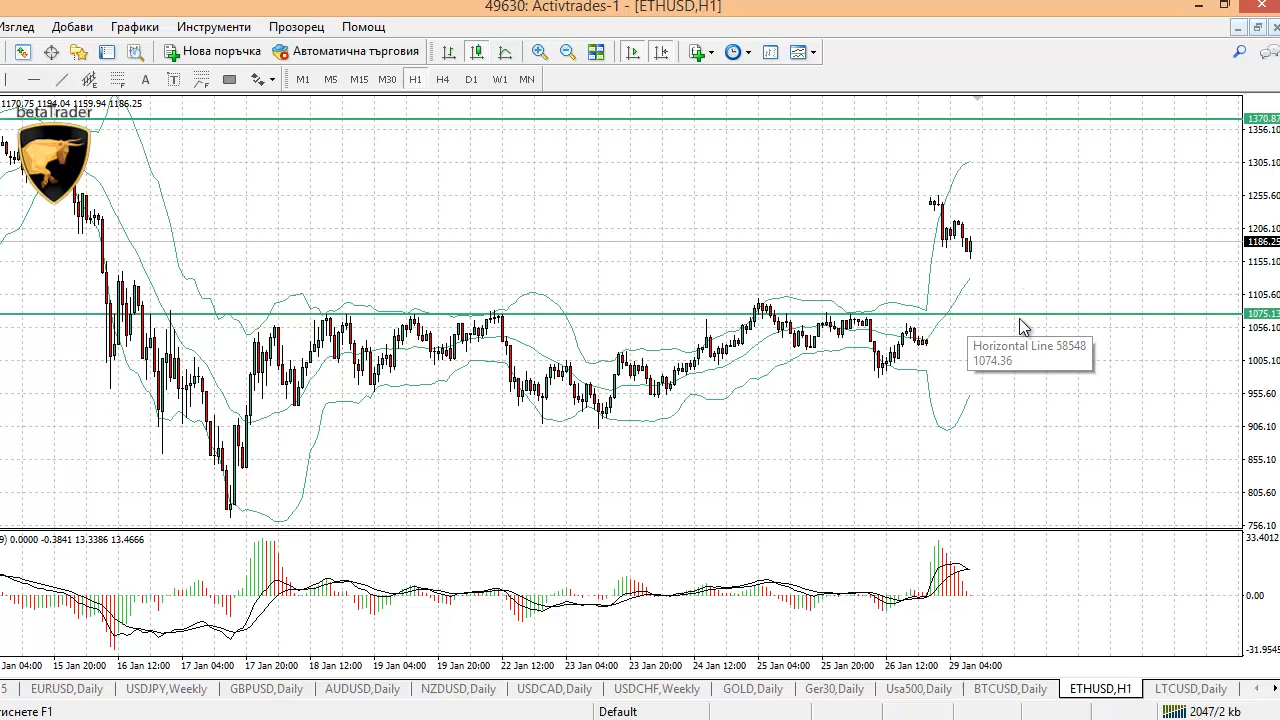 49630: Activtrades-1 - [ETHUSD,H1]
Изглед Добави Графики Инструменти Прозорец Помощ
Нова поръчка Автоматична търговия
A T F M1 M5 M15 M30 H1 H4 D1 W1 MN
1170.75 1194.04 1159.94 1186.25
betaTrader
1370.87
1356.10
1305.10
1255.60
1206.10
1186.25
1155.10
1105.60
1075.13
1056.10
Horizontal Line 58548
1074.36
1005.10
955.60
906.10
855.10
805.60
756.10
9) 0.0000 -0.3841 13.3386 13.4666
33.4012
0.00
-31.9545
Jan 04:00 15 Jan 20:00 16 Jan 12:00 17 Jan 04:00 17 Jan 20:00 18 Jan 12:00 19 Jan 04:00 19 Jan 20:00 22 Jan 12:00 23 Jan 04:00 23 Jan 20:00 24 Jan 12:00 25 Jan 04:00 25 Jan 20:00 26 Jan 12:00 29 Jan 04:00
5 EURUSD,Daily USDJPY,Weekly GBPUSD,Daily AUDUSD,Daily NZDUSD,Daily USDCAD,Daily USDCHF,Weekly GOLD,Daily Ger30,Daily Usa500,Daily BTCUSD,Daily ETHUSD,H1 LTCUSD,Daily
тиснете F1 Default 2047/2 kb